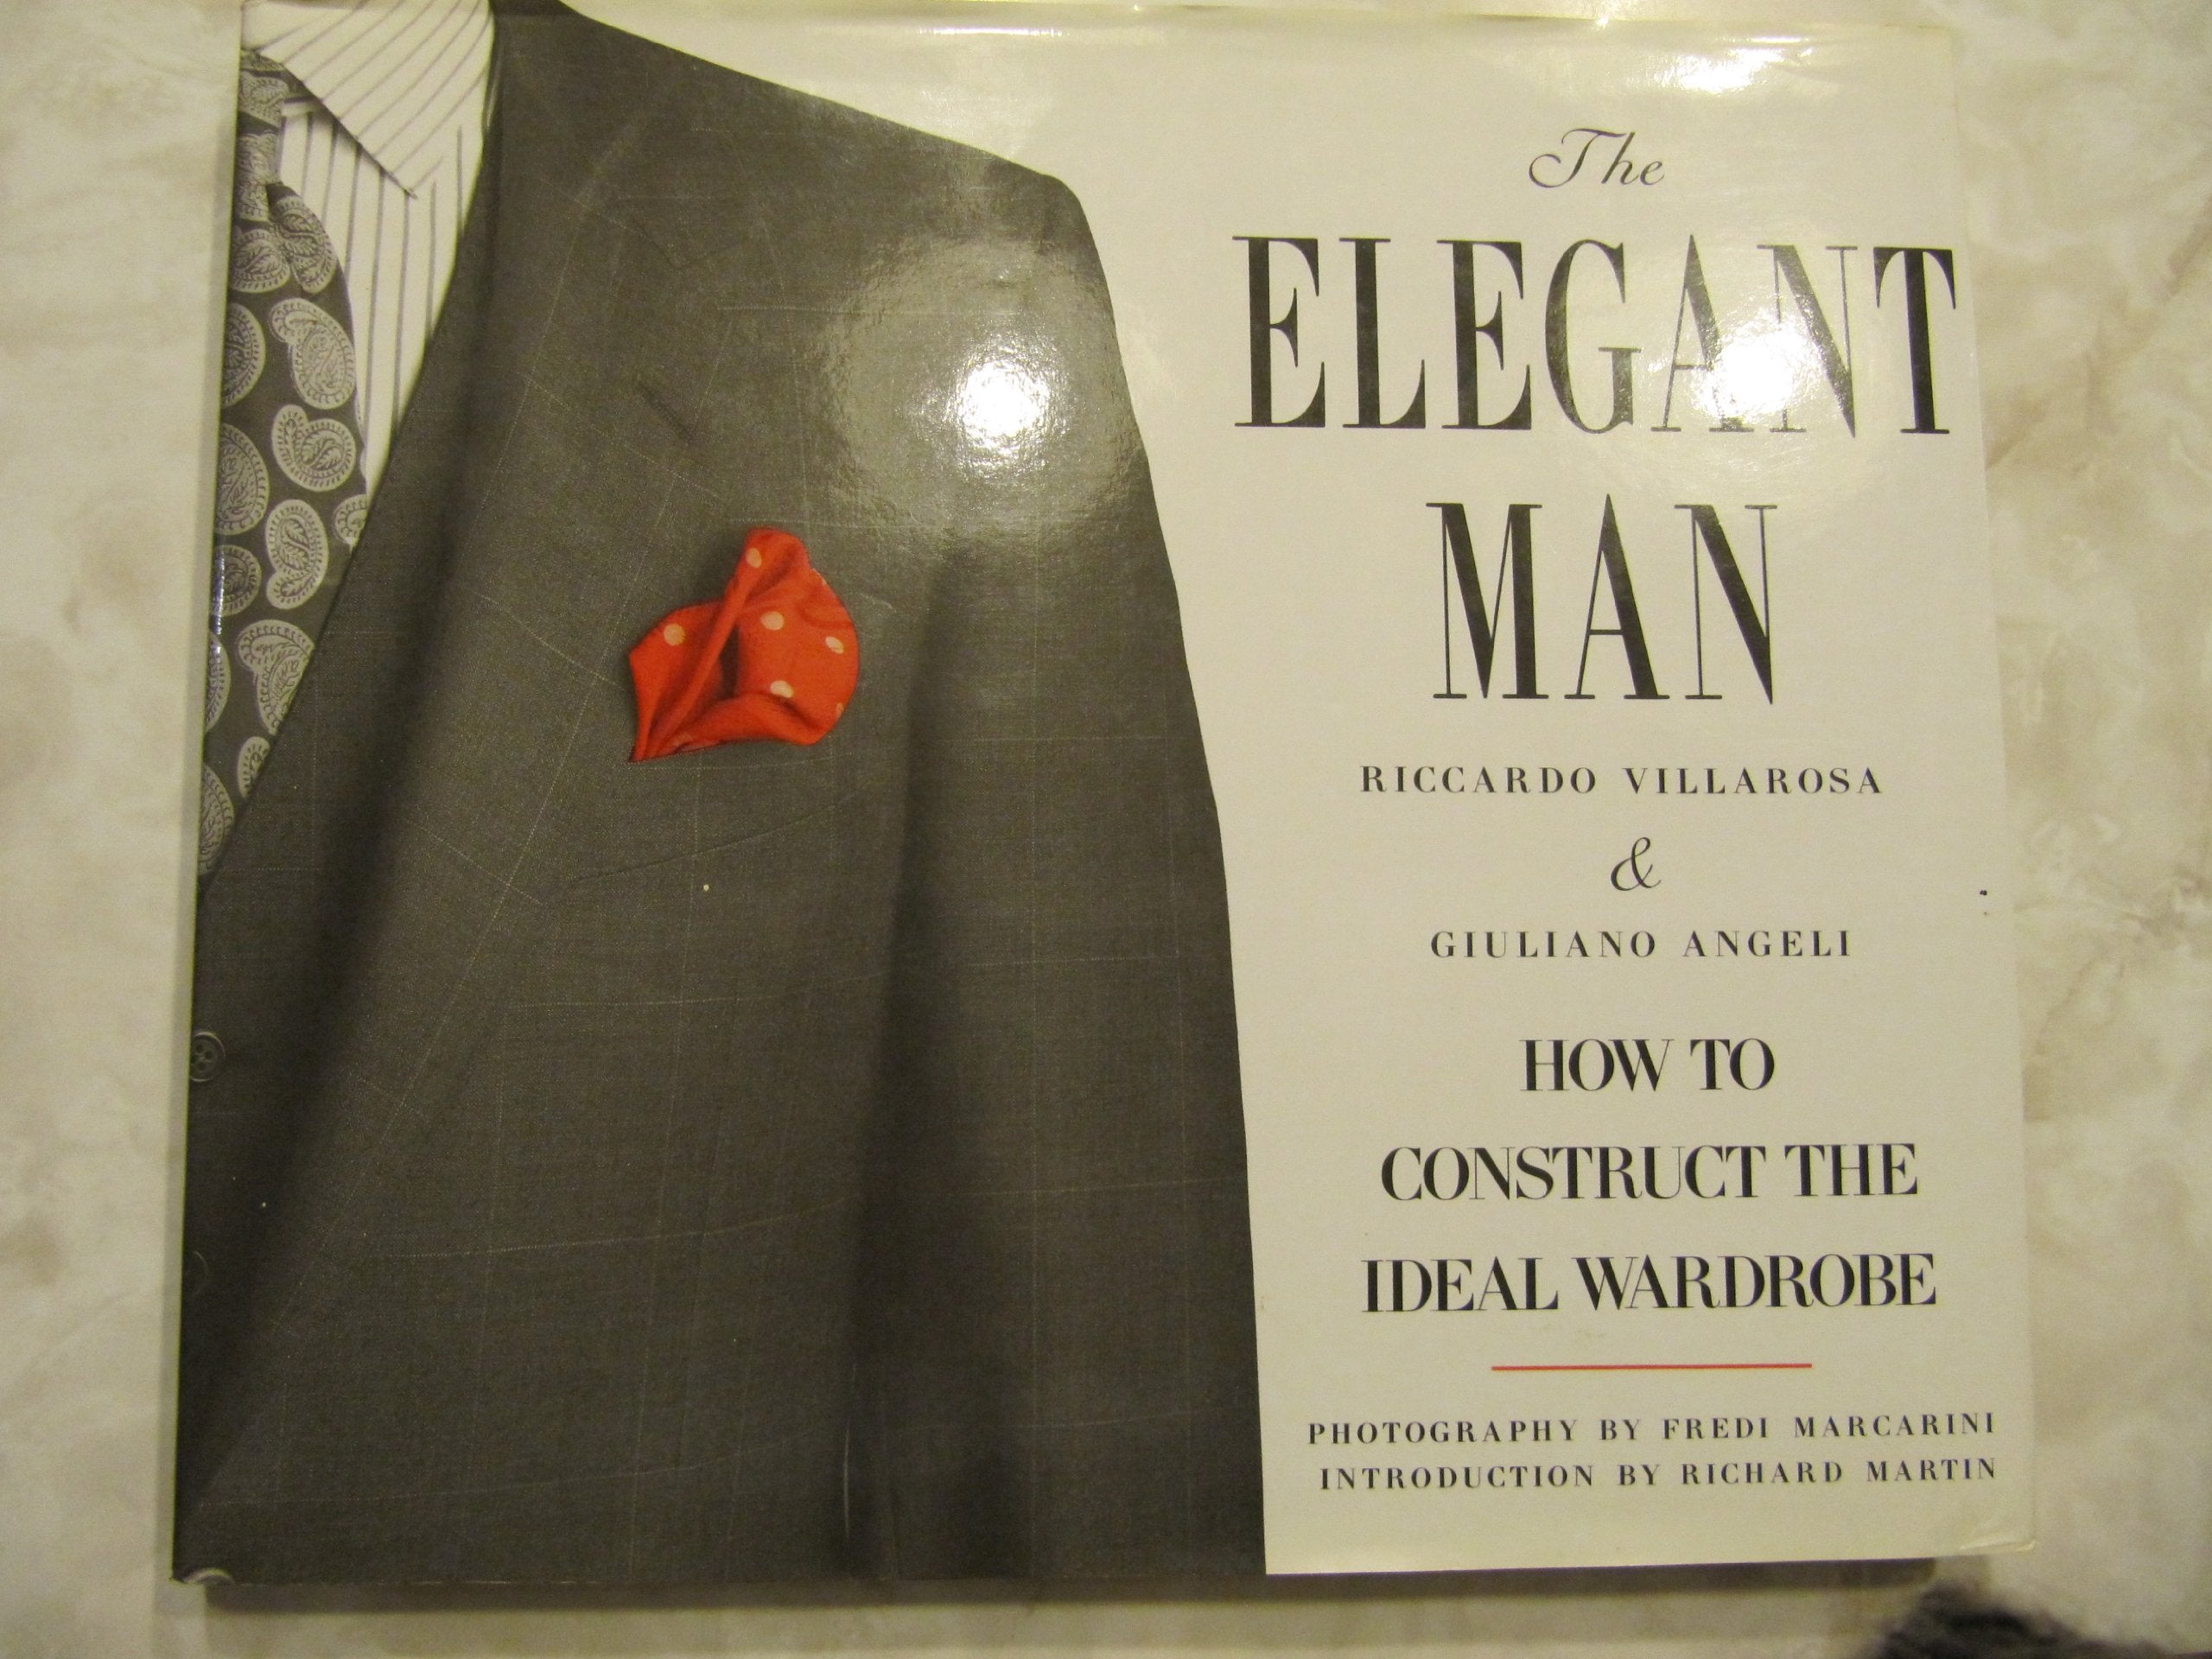 The
ELEGANT
MAN
RICCARDO VILLAROSA
&
GIULIANO ANGELI
HOW TO
CONSTRUCT THE
IDEAL WARDROBE
PHOTOGRAPHY BY FREDI MARCARINI
INTRODUCTION BY RICHARD MARTIN